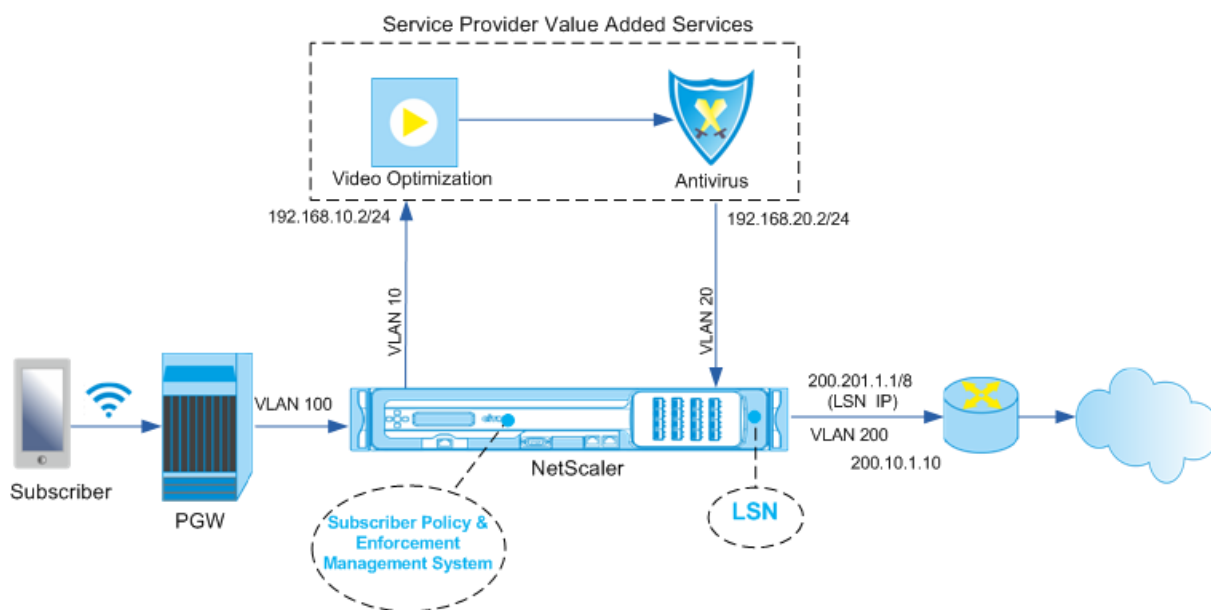 Service Provider Value Added Services
Video Optimization
Antivirus
192.168.10.2/24
192.168.20.2/24
VLAN 10
VLAN 20
VLAN 100
200.201.1.1/8
(LSN IP)
VLAN 200
200.10.1.10
NetScaler
Subscriber
PGW
Subscriber Policy &
Enforcement
Management System
LSN